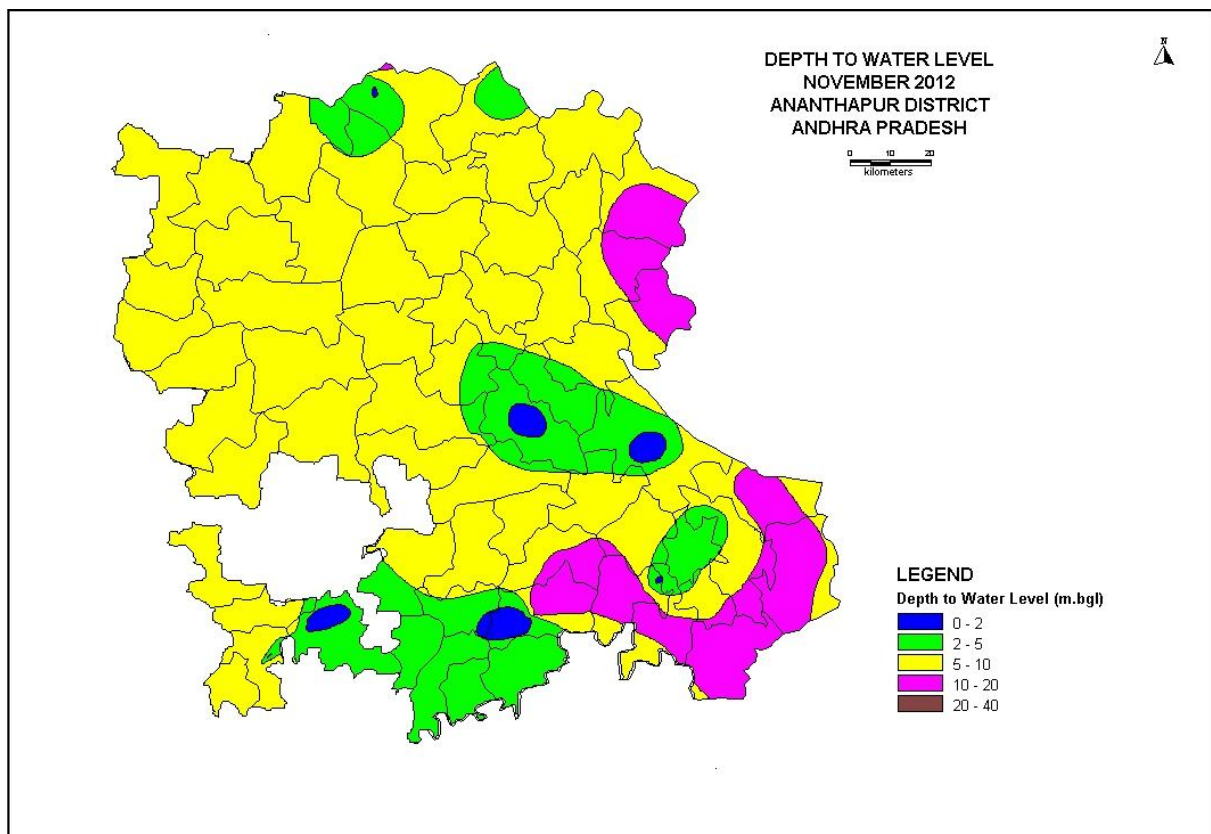 DEPTH TO WATER LEVEL
NOVEMBER 2012
ANANTHAPUR DISTRICT
ANDHRA PRADESH
N
0 10 20
kilometers
LEGEND
Depth to Water Level (m.bgl)
0 - 2
2 - 5
5 - 10
10 - 20
20 - 40